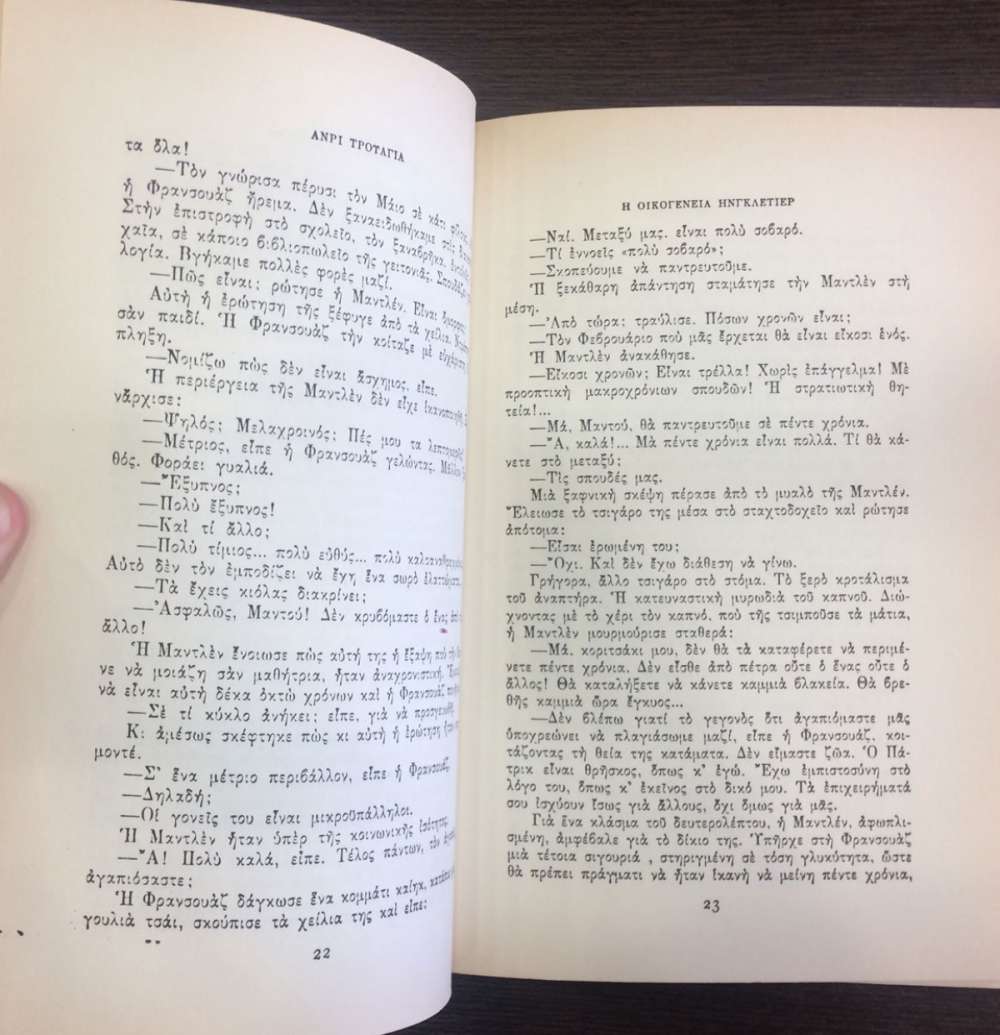 ΑΝΡΙ ΤΡΟΤΑΓΙΑ
τα ὅλα!
—Τὸν γνώρισα πέρυσι τὸν Μάιο σὲ κάτι
ἡ Φρανσουὰζ ἤρεμα. Δὲν ξαναειδωθήκαμε στὶς
Στὴν ἐπιστροφὴ στὸ σχολεῖο, τὸν ξαναβρῆκα,
χαῖα, σὲ κάποιο βιβλιοπωλεῖο τῆς γειτονιᾶς.
λογία. Βγήκαμε πολλὲς φορὲς μαζί.
—Πῶς εἶναι; ρώτησε ἡ Μαντλέν. Εἶναι
Αὐτὴ ἡ ἐρώτηση τῆς ξέφυγε ἀπὸ τὰ χείλια.
σὰν παιδί. Ἡ Φρανσουὰζ τὴν κοίταζε μὲ
πληξη.
—Νομίζω πὼς δὲν εἶναι ἄσχημος, εἶπε.
Ἡ περιέργεια τῆς Μαντλὲν δὲν εἶχε
νἄρχισε:
—Ψηλός; Μελαχροινός; Πές μου τὰ
—Μέτριος, εἶπε ἡ Φρανσουὰζ γελώντας.
θός. Φοράει γυαλιά.
—Ἔξυπνος;
—Πολὺ ἔξυπνος!
—Καὶ τί ἄλλο;
—Πολὺ τίμιος... πολὺ εὐθύς... πολὺ
Αὐτὸ δὲν τὸν ἐμποδίζει νὰ ἔχη ἕνα σωρὸ
—Τὰ ἔχεις κιόλας διακρίνει;
—Ἀσφαλῶς, Μαντού! Δὲν κρυβόμαστε ὁ ἕνας
ἄλλο!
Ἡ Μαντλὲν ἔνοιωσε πὼς αὐτή της ἡ ἔξαψη
νε νὰ μοιάζη σὰν μαθήτρια, ἦταν ἀναχρονιστική.
νὰ εἶναι αὐτὴ δέκα ὀκτὼ χρονῶν καὶ ἡ Φρανσουὰζ
—Σὲ τί κύκλο ἀνήκει; εἶπε, γιὰ νὰ
Κι ἀμέσως σκέφτηκε πὼς κι αὐτὴ ἡ ἐρώτηση
μοντέ.
—Σ’ ἕνα μέτριο περιβάλλον, εἶπε ἡ Φρανσουάζ.
—Δηλαδή;
—Οἱ γονεῖς του εἶναι μικροϋπάλληλοι.
Ἡ Μαντλὲν ἦταν ὑπὲρ τῆς κοινωνικῆς ἰσότητας.
—Ἄ! Πολὺ καλά, εἶπε. Τέλος πάντων, τὸν
ἀγαπιόσαστε;
Ἡ Φρανσουὰζ δάγκωσε ἕνα κομμάτι καίηκ,
γουλιὰ τσάι, σκούπισε τὰ χείλια της καὶ εἶπε:
22
Η ΟΙΚΟΓΕΝΕΙΑ ΗΝΓΚΛΕΤΙΕΡ
—Ναί. Μεταξύ μας. εἶναι πολὺ σοβαρό.
—Τί ἐννοεῖς «πολὺ σοβαρό»;
—Σκοπεύουμε νὰ παντρευτοῦμε.
Ἡ ξεκάθαρη ἀπάντηση σταμάτησε τὴν Μαντλὲν στὴ
μέση.
—Ἀπὸ τώρα; τραύλισε. Πόσων χρονῶν εἶναι;
—Τὸν Φεβρουάριο ποὺ μᾶς ἔρχεται θὰ εἶναι εἴκοσι ἑνός.
Ἡ Μαντλὲν ἀνακάθησε.
—Εἴκοσι χρονῶν; Εἶναι τρέλλα! Χωρὶς ἐπάγγελμα! Μὲ
προοπτικὴ μακροχρόνιων σπουδῶν! Ἡ στρατιωτικὴ θη-
τεία!...
—Μά, Μαντού, θὰ παντρευτοῦμε σὲ πέντε χρόνια.
—Ἄ, καλά!... Μὰ πέντε χρόνια εἶναι πολλά. Τί θὰ κά-
νετε στὸ μεταξύ;
—Τὶς σπουδές μας.
Μιὰ ξαφνικὴ σκέψη πέρασε ἀπὸ τὸ μυαλὸ τῆς Μαντλέν.
Ἔλειωσε τὸ τσιγάρο της μέσα στὸ σταχτοδοχεῖο καὶ ρώτησε
ἀπότομα:
—Εἶσαι ἐρωμένη του;
—Ὄχι. Καὶ δὲν ἔχω διάθεση νὰ γίνω.
Γρήγορα, ἄλλο τσιγάρο στὸ στόμα. Τὸ ξερὸ κροτάλισμα
τοῦ ἀναπτήρα. Ἡ κατευναστικὴ μυρωδιὰ τοῦ καπνοῦ. Διώ-
χνοντας μὲ τὸ χέρι τὸν καπνό, ποὺ τῆς τσιμποῦσε τὰ μάτια,
ἡ Μαντλὲν μουρμούρισε σταθερά:
—Μά, κοριτσάκι μου, δὲν θὰ τὰ καταφέρετε νὰ περιμέ-
νετε πέντε χρόνια. Δὲν εἶσθε ἀπὸ πέτρα οὔτε ὁ ἕνας οὔτε ὁ
ἄλλος! Θὰ καταλήξετε νὰ κάνετε καμμιὰ βλακεία. Θὰ βρε-
θῆς καμμιὰ ὥρα ἔγκυος...
—Δὲν βλέπω γιατί τὸ γεγονὸς ὅτι ἀγαπιόμαστε μᾶς
ὑποχρεώνει νὰ πλαγιάσωμε μαζί, εἶπε ἡ Φρανσουάζ, κοι-
τάζοντας τὴ θεία της κατάματα. Δὲν εἴμαστε ζῶα. Ὁ Πά-
τρικ εἶναι θρῆσκος, ὅπως κ’ ἐγώ. Ἔχω ἐμπιστοσύνη στὸ
λόγο του, ὅπως κ’ ἐκεῖνος στὸ δικό μου. Τὰ ἐπιχειρήματά
σου ἰσχύουν ἴσως γιὰ ἄλλους, ὄχι ὅμως γιὰ μᾶς.
Γιὰ ἕνα κλάσμα τοῦ δευτερολέπτου, ἡ Μαντλέν, ἀφωπλι-
σμένη, ἀμφέβαλε γιὰ τὸ δίκιο της. Ὑπῆρχε στὴ Φρανσουὰζ
μιὰ τέτοια σιγουριά , στηριγμένη σὲ τόση γλυκύτητα, ὥστε
θὰ πρέπει πράγματι νὰ ἦταν ἱκανὴ νὰ μείνη πέντε χρόνια,
23